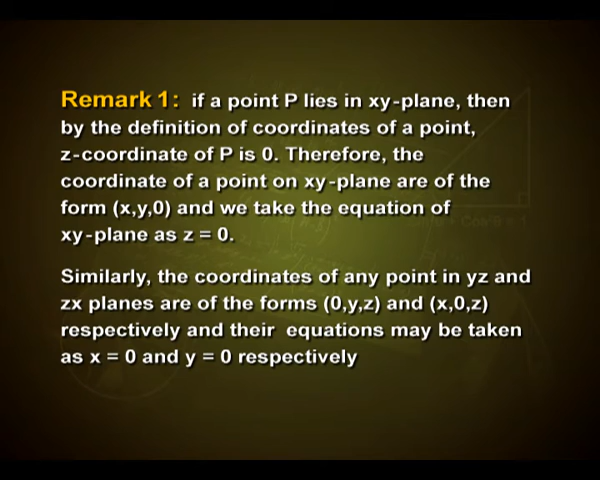 Remark 1: if a point P lies in xy-plane, then
by the definition of coordinates of a point,
z-coordinate of P is 0. Therefore, the
coordinate of a point on xy-plane are of the
form (x,y,0) and we take the equation of
xy-plane as z = 0.
Similarly, the coordinates of any point in yz and
zx planes are of the forms (0,y,z) and (x,0,z)
respectively and their equations may be taken
as x = 0 and y = 0 respectively